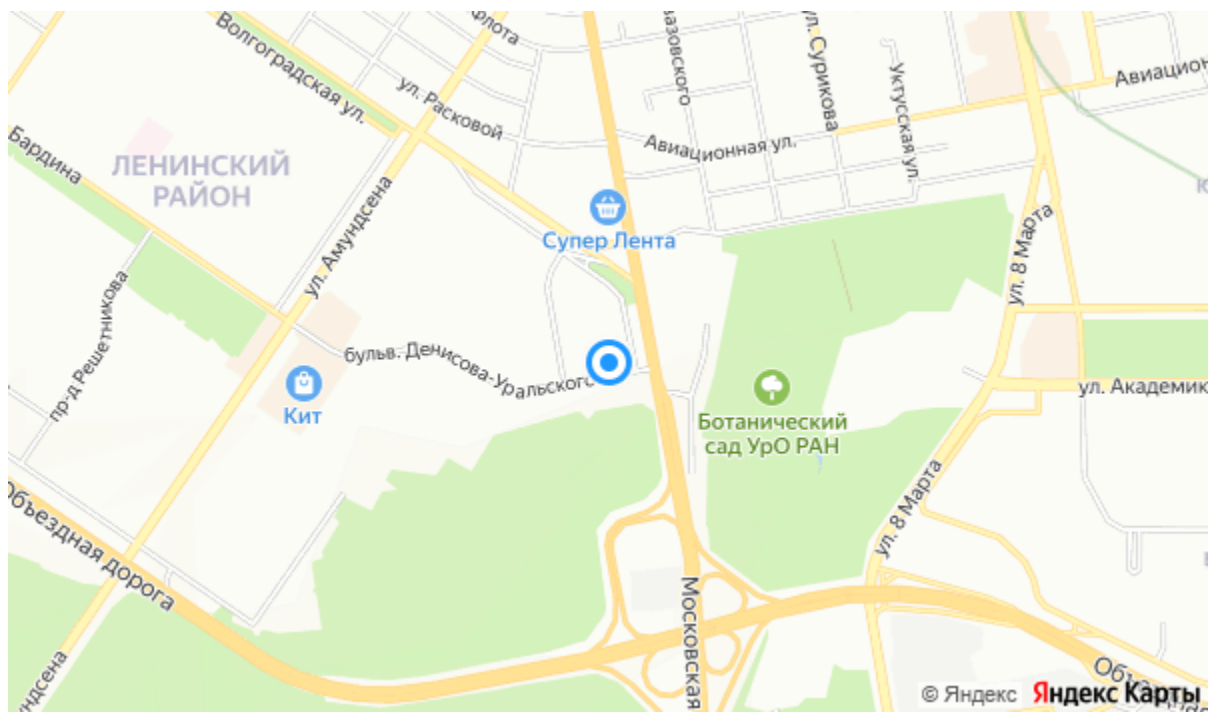 Волгоградская ул.
флота
ул. Расковой
Бардина
ЛЕНИНСКИЙ
РАЙОН
ул. Амундсена
пр-д Решетникова
Супер Лента
Авиационная ул.
ул. Сурикова
Уктусская ул.
Авиацион
ул. 8 Марта
бульв. Денисова-Уральского
Кит
Ботанический
сад УрО РАН
ул. Академик
ул. 8 Марта
Объездная дорога
Московская
ундсена
© Яндекс Яндекс Карты